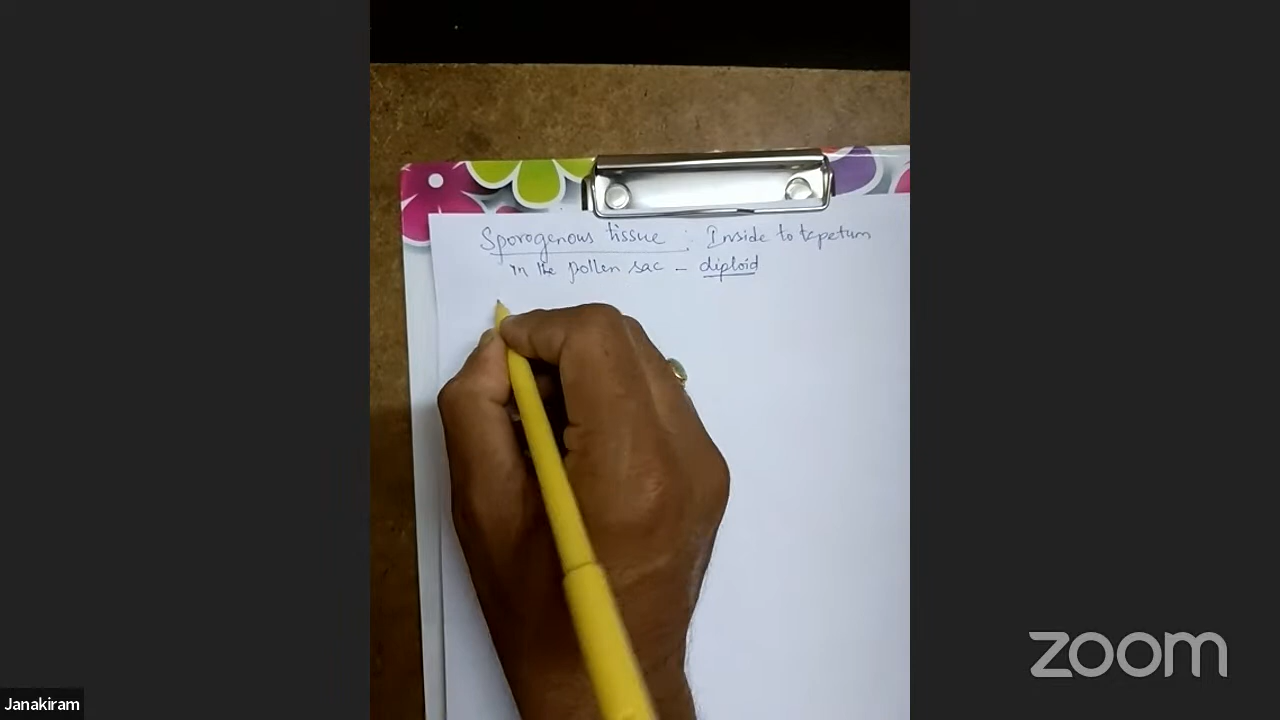 Sporogenous tissue : Inside to tapetum
in the pollen sac - diploid
zoom
Janakiram